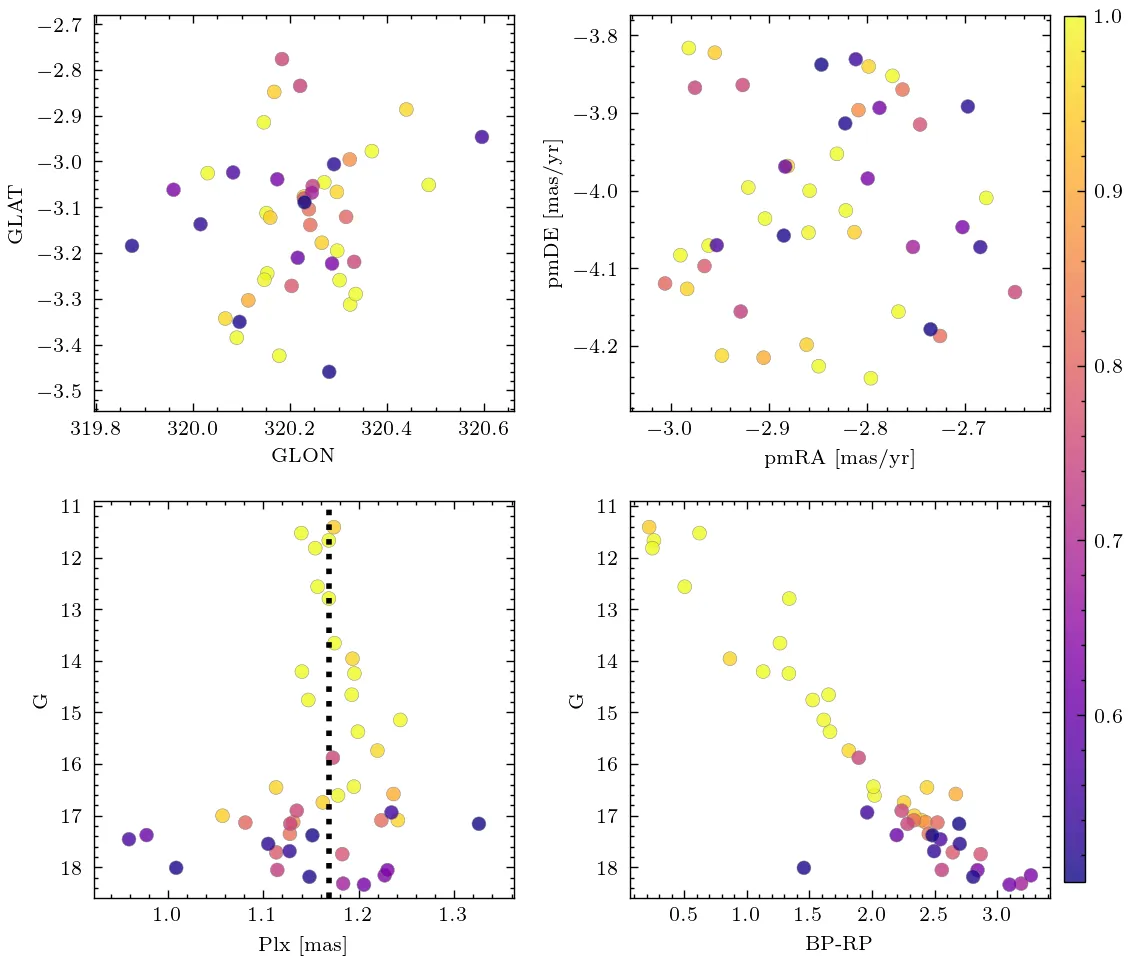 −2.7
−2.8
−2.9
−3.0
−3.1
−3.2
−3.3
−3.4
−3.5
GLAT
319.8 320.0 320.2 320.4 320.6
GLON
−3.8
−3.9
−4.0
−4.1
−4.2
pmDE [mas/yr]
−3.0 −2.9 −2.8 −2.7
pmRA [mas/yr]
1.0
0.9
0.8
0.7
0.6
11
12
13
14
15
16
17
18
G
1.0 1.1 1.2 1.3
Plx [mas]
11
12
13
14
15
16
17
18
G
0.5 1.0 1.5 2.0 2.5 3.0
BP-RP